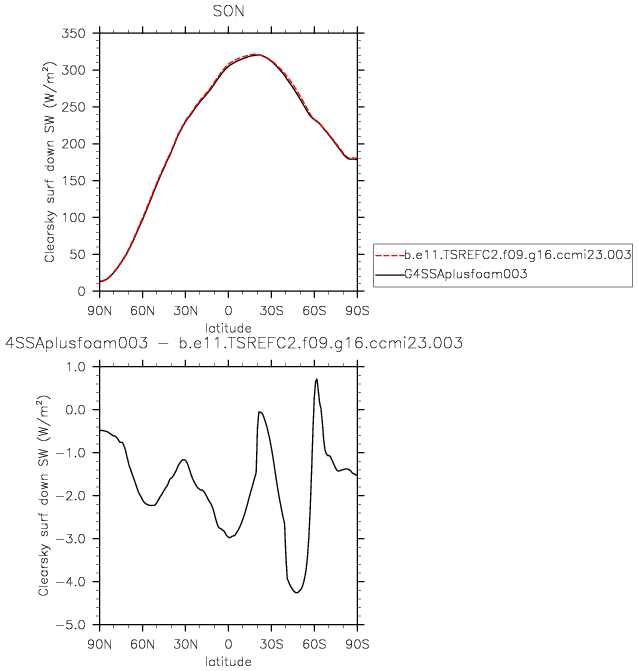 SON
350
300
250
200
150
100
50
0
Clearsky surf down SW (W/m²)
90N 60N 30N 0 30S 60S 90S
latitude
b.e11.TSREFC2.f09.g16.ccmi23.003
G4SSAplusfoam003
4SSAplusfoam003 − b.e11.TSREFC2.f09.g16.ccmi23.003
1.0
0.0
−1.0
−2.0
−3.0
−4.0
−5.0
Clearsky surf down SW (W/m²)
90N 60N 30N 0 30S 60S 90S
latitude